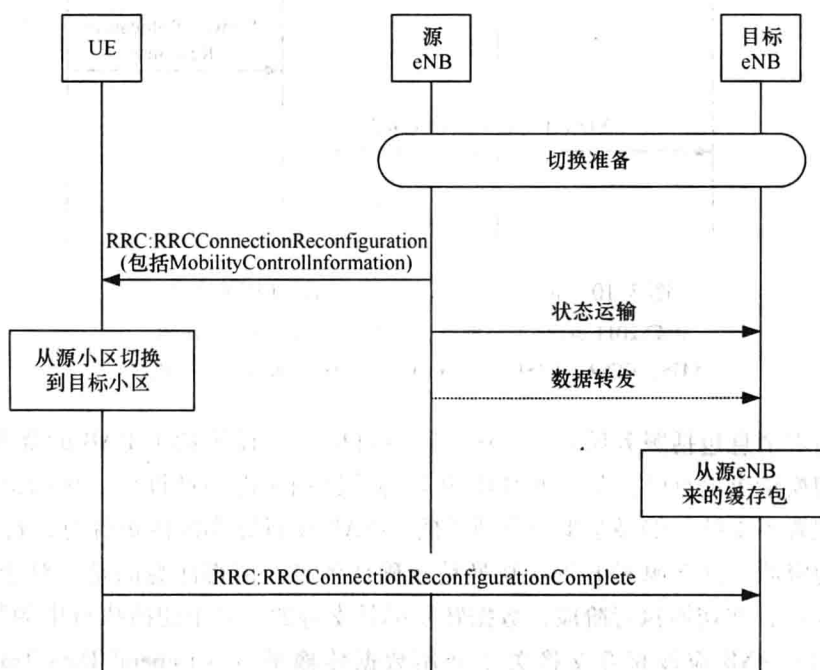 UE
源
eNB
目标
eNB
切换准备
RRC:RRCConnectionReconfiguration
(包括MobilityControlInformation)
状态运输
从源小区切换
到目标小区
数据转发
从源eNB
来的缓存包
RRC:RRCConnectionReconfigurationComplete